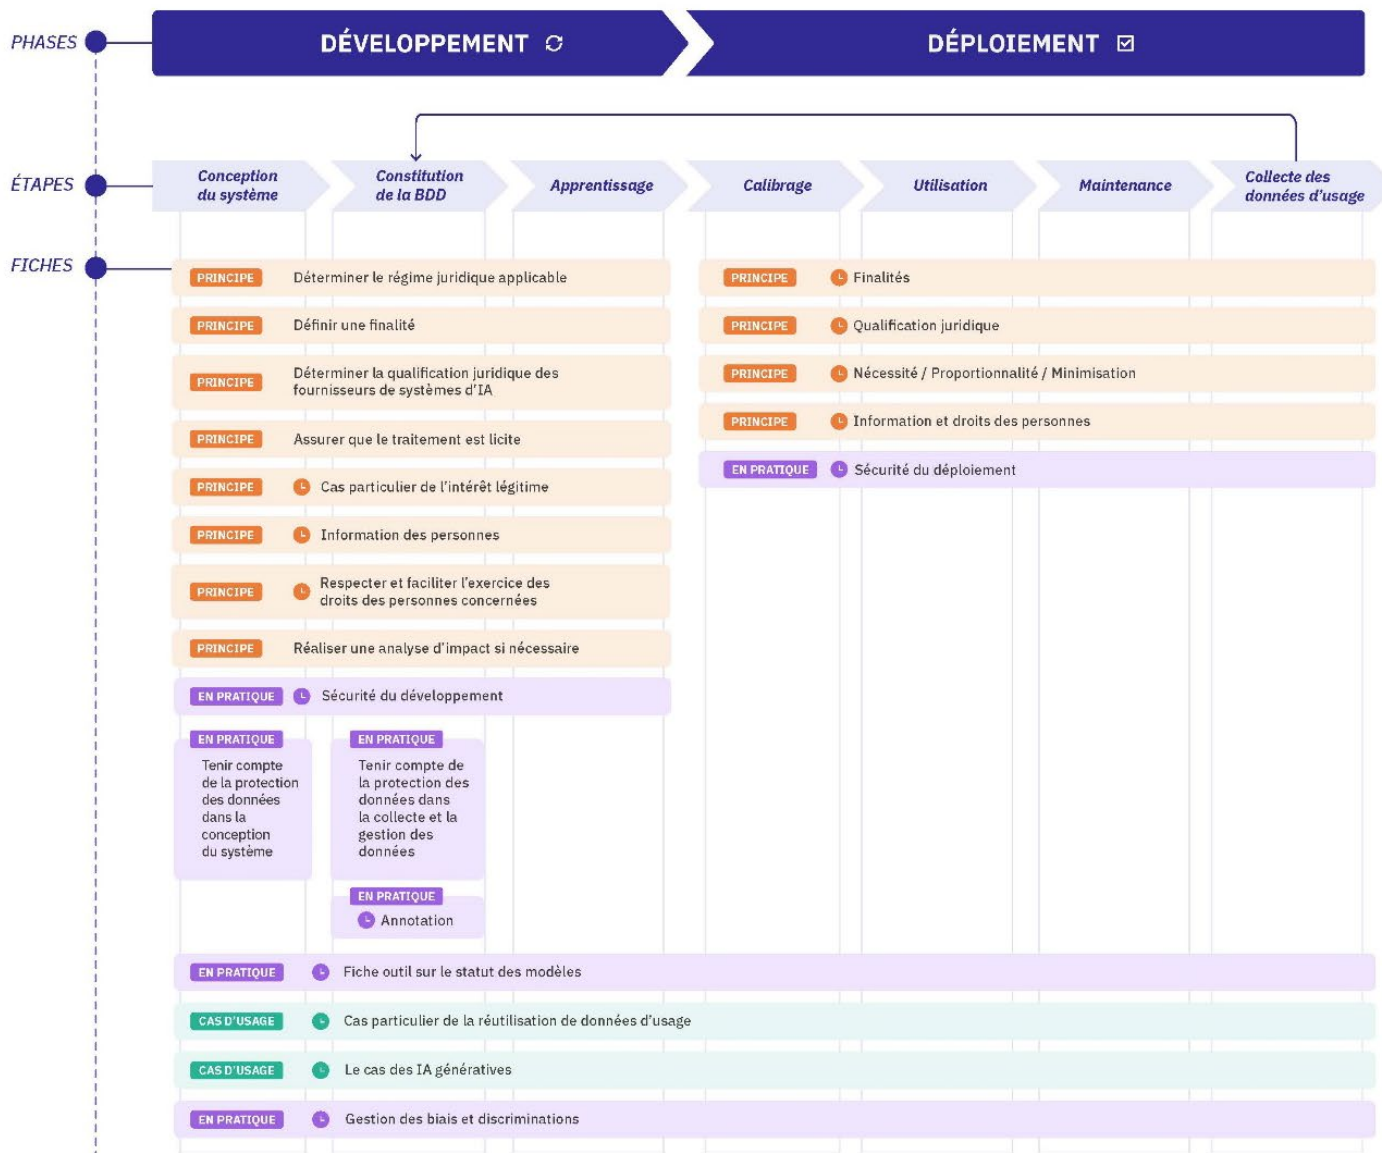 PHASES
DÉVELOPPEMENT
DÉPLOIEMENT
ÉTAPES
Conception
du système
Constitution
de la BDD
Apprentissage
Calibrage
Utilisation
Maintenance
Collecte des
données d'usage
FICHES
PRINCIPE Déterminer le régime juridique applicable
PRINCIPE Définir une finalité
PRINCIPE Déterminer la qualification juridique des
fournisseurs de systèmes d'IA
PRINCIPE Assurer que le traitement est licite
PRINCIPE Cas particulier de l'intérêt légitime
PRINCIPE Information des personnes
PRINCIPE Respecter et faciliter l'exercice des
droits des personnes concernées
PRINCIPE Réaliser une analyse d'impact si nécessaire
EN PRATIQUE Sécurité du développement
PRINCIPE Finalités
PRINCIPE Qualification juridique
PRINCIPE Nécessité / Proportionnalité / Minimisation
PRINCIPE Information et droits des personnes
EN PRATIQUE Sécurité du déploiement
EN PRATIQUE
Tenir compte
de la protection
des données
dans la
conception
du système
EN PRATIQUE
Tenir compte de
la protection des
données dans
la collecte et la
gestion des
données
EN PRATIQUE
Annotation
EN PRATIQUE Fiche outil sur le statut des modèles
CAS D'USAGE Cas particulier de la réutilisation de données d'usage
CAS D'USAGE Le cas des IA génératives
EN PRATIQUE Gestion des biais et discriminations